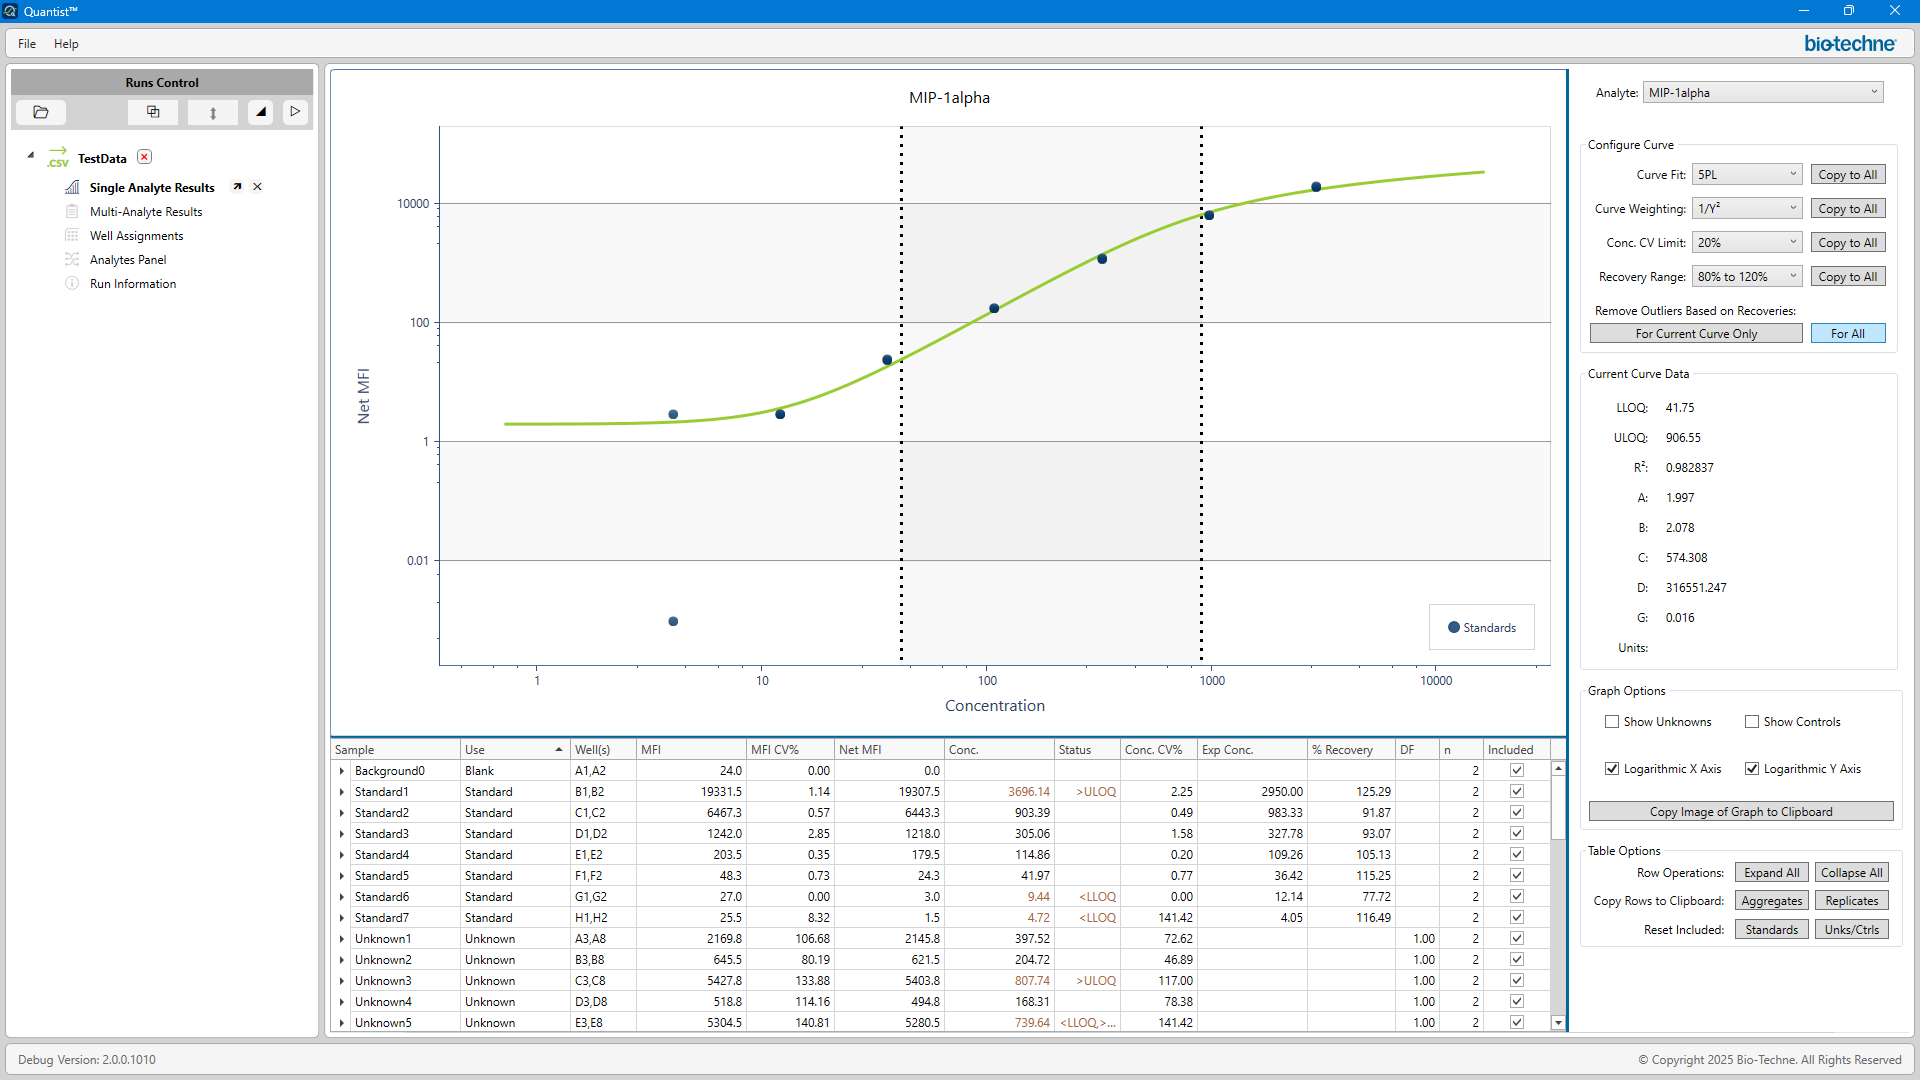 Quantist™
File Help
bio-techne
Runs Control
.CSV TestData
Single Analyte Results
Multi-Analyte Results
Well Assignments
Analytes Panel
Run Information
MIP-1alpha
Net MFI
10000
100
1
0.01
1 10 100 1000 10000
Concentration
Standards
Sample Use Well(s) MFI MFI CV% Net MFI Conc. Status Conc. CV% Exp Conc. % Recovery DF n Included
Background0 Blank A1,A2 24.0 0.00 0.0 2
Standard1 Standard B1,B2 19331.5 1.14 19307.5 3696.14 >ULOQ 2.25 2950.00 125.29 2
Standard2 Standard C1,C2 6467.3 0.57 6443.3 903.39 0.49 983.33 91.87 2
Standard3 Standard D1,D2 1242.0 2.85 1218.0 305.06 1.58 327.78 93.07 2
Standard4 Standard E1,E2 203.5 0.35 179.5 114.86 0.20 109.26 105.13 2
Standard5 Standard F1,F2 48.3 0.73 24.3 41.97 0.77 36.42 115.25 2
Standard6 Standard G1,G2 27.0 0.00 3.0 9.44 <LLOQ 0.00 12.14 77.72 2
Standard7 Standard H1,H2 25.5 8.32 1.5 4.72 <LLOQ 141.42 4.05 116.49 2
Unknown1 Unknown A3,A8 2169.8 106.68 2145.8 397.52 72.62 1.00 2
Unknown2 Unknown B3,B8 645.5 80.19 621.5 204.72 46.89 1.00 2
Unknown3 Unknown C3,C8 5427.8 133.88 5403.8 807.74 >ULOQ 117.00 1.00 2
Unknown4 Unknown D3,D8 518.8 114.16 494.8 168.31 78.38 1.00 2
Unknown5 Unknown E3,E8 5304.5 140.81 5280.5 739.64 <LLOQ,>... 141.42 1.00 2
Analyte: MIP-1alpha
Configure Curve
Curve Fit: 5PL Copy to All
Curve Weighting: 1/Y² Copy to All
Conc. CV Limit: 20% Copy to All
Recovery Range: 80% to 120% Copy to All
Remove Outliers Based on Recoveries:
For Current Curve Only For All
Current Curve Data
LLOQ: 41.75
ULOQ: 906.55
R²: 0.982837
A: 1.997
B: 2.078
C: 574.308
D: 316551.247
G: 0.016
Units:
Graph Options
Show Unknowns Show Controls
Logarithmic X Axis Logarithmic Y Axis
Copy Image of Graph to Clipboard
Table Options
Row Operations: Expand All Collapse All
Copy Rows to Clipboard: Aggregates Replicates
Reset Included: Standards Unks/Ctrls
Debug Version: 2.0.0.1010
© Copyright 2025 Bio-Techne. All Rights Reserved